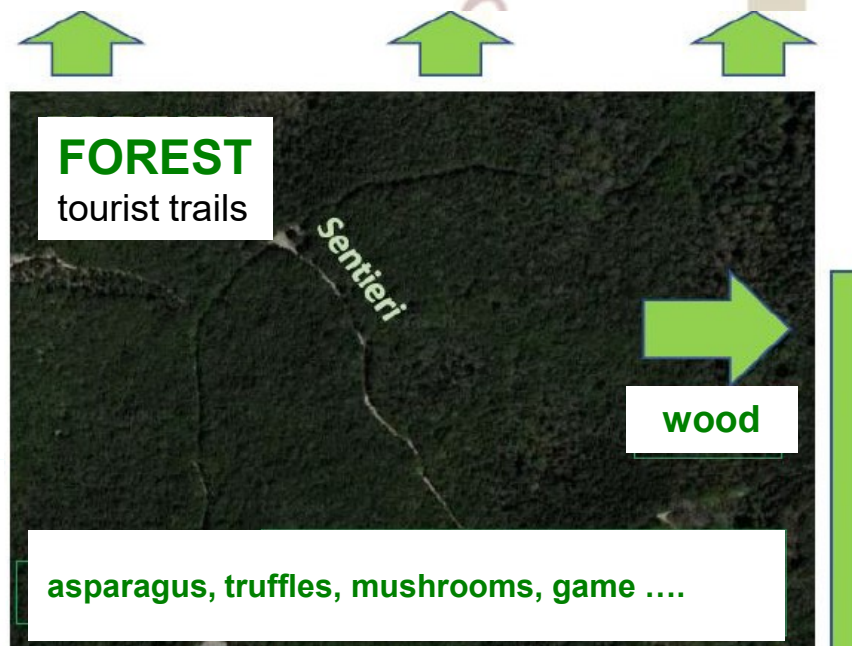 FOREST
tourist trails
Sentieri
wood
asparagus, truffles, mushrooms, game ….